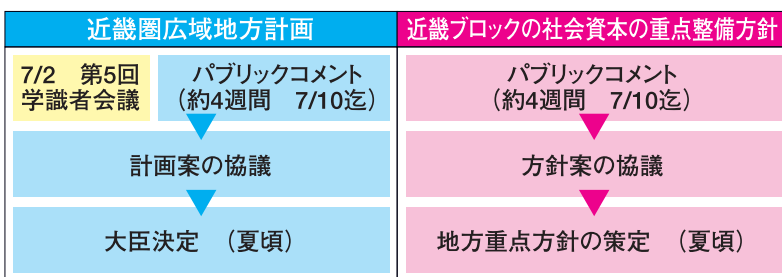 近畿圏広域地方計画
7/2　第5回
学識者会議
パブリックコメント
(約4週間　7/10迄)
計画案の協議
大臣決定　(夏頃)
近畿ブロックの社会資本の重点整備方針
パブリックコメント
(約4週間　7/10迄)
方針案の協議
地方重点方針の策定　(夏頃)